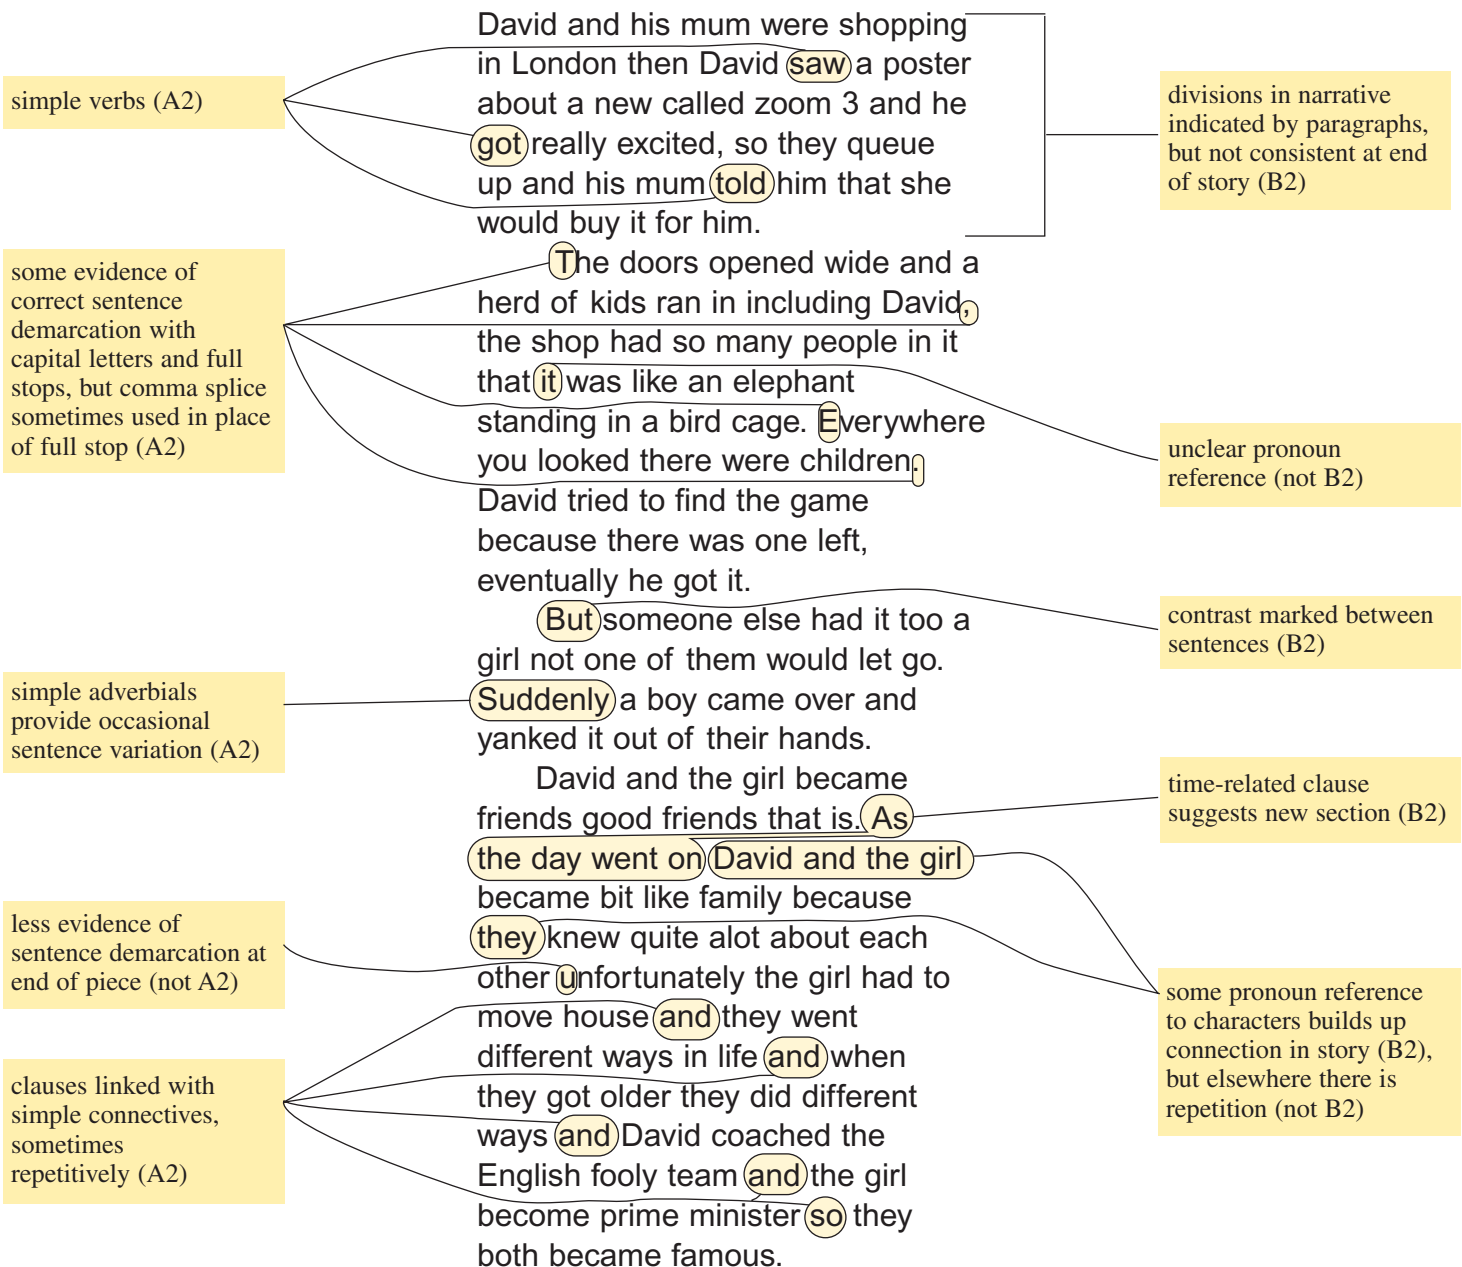 David and his mum were shopping
in London then David saw a poster
about a new called zoom 3 and he
got really excited, so they queue
up and his mum told him that she
would buy it for him.
The doors opened wide and a
herd of kids ran in including David,
the shop had so many people in it
that it was like an elephant
standing in a bird cage. Everywhere
you looked there were children.
David tried to find the game
because there was one left,
eventually he got it.
But someone else had it too a
girl not one of them would let go.
Suddenly a boy came over and
yanked it out of their hands.
David and the girl became
friends good friends that is. As
the day went on David and the girl
became bit like family because
they knew quite alot about each
other unfortunately the girl had to
move house and they went
different ways in life and when
they got older they did different
ways and David coached the
English fooly team and the girl
become prime minister so they
both became famous.
simple verbs (A2)
some evidence of
correct sentence
demarcation with
capital letters and full
stops, but comma splice
sometimes used in place
of full stop (A2)
simple adverbials
provide occasional
sentence variation (A2)
less evidence of
sentence demarcation at
end of piece (not A2)
clauses linked with
simple connectives,
sometimes
repetitively (A2)
divisions in narrative
indicated by paragraphs,
but not consistent at end
of story (B2)
unclear pronoun
reference (not B2)
contrast marked between
sentences (B2)
time-related clause
suggests new section (B2)
some pronoun reference
to characters builds up
connection in story (B2),
but elsewhere there is
repetition (not B2)